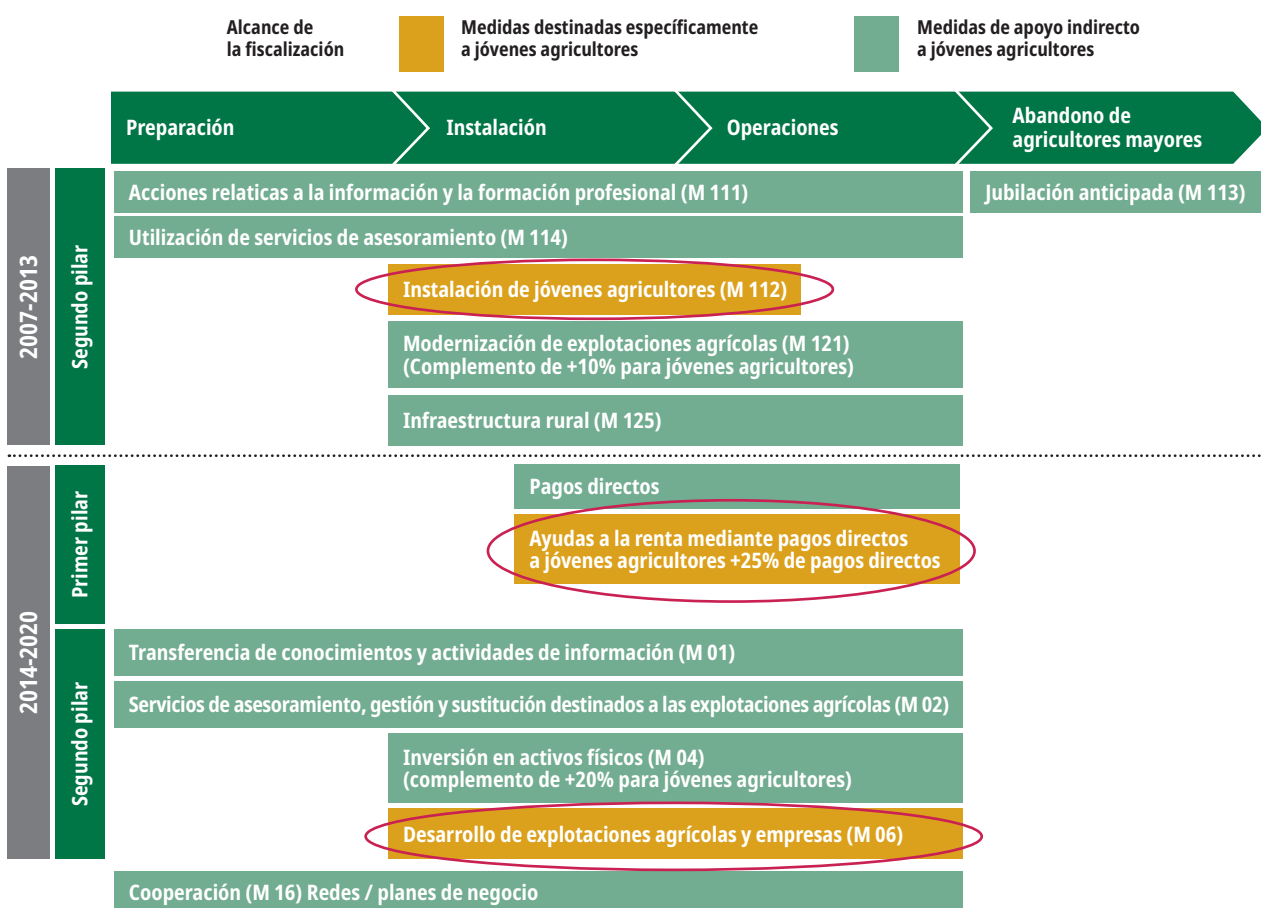 Alcance de
la fiscalización
Medidas destinadas específicamente
a jóvenes agricultores
Medidas de apoyo indirecto
a jóvenes agricultores
Preparación
Instalación
Operaciones
Abandono de
agricultores mayores
2007-2013
Segundo pilar
Acciones relaticas a la información y la formación profesional (M 111)
Jubilación anticipada (M 113)
Utilización de servicios de asesoramiento (M 114)
Instalación de jóvenes agricultores (M 112)
Modernización de explotaciones agrícolas (M 121)
(Complemento de +10% para jóvenes agricultores)
Infraestructura rural (M 125)
2014-2020
Primer pilar
Pagos directos
Ayudas a la renta mediante pagos directos
a jóvenes agricultores +25% de pagos directos
Segundo pilar
Transferencia de conocimientos y actividades de información (M 01)
Servicios de asesoramiento, gestión y sustitución destinados a las explotaciones agrícolas (M 02)
Inversión en activos físicos (M 04)
(complemento de +20% para jóvenes agricultores)
Desarrollo de explotaciones agrícolas y empresas (M 06)
Cooperación (M 16) Redes / planes de negocio